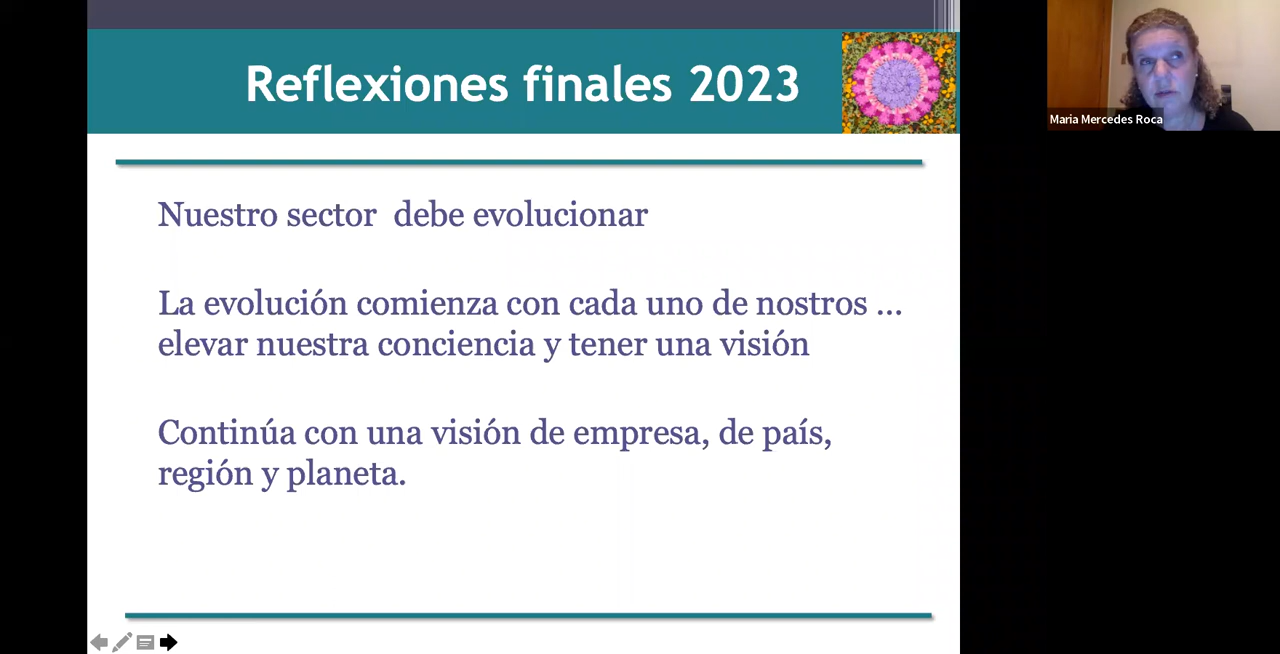 Reflexiones finales 2023
Maria Mercedes Roca
Nuestro sector debe evolucionar
La evolución comienza con cada uno de nostros ...
elevar nuestra conciencia y tener una visión
Continúa con una visión de empresa, de país,
región y planeta.